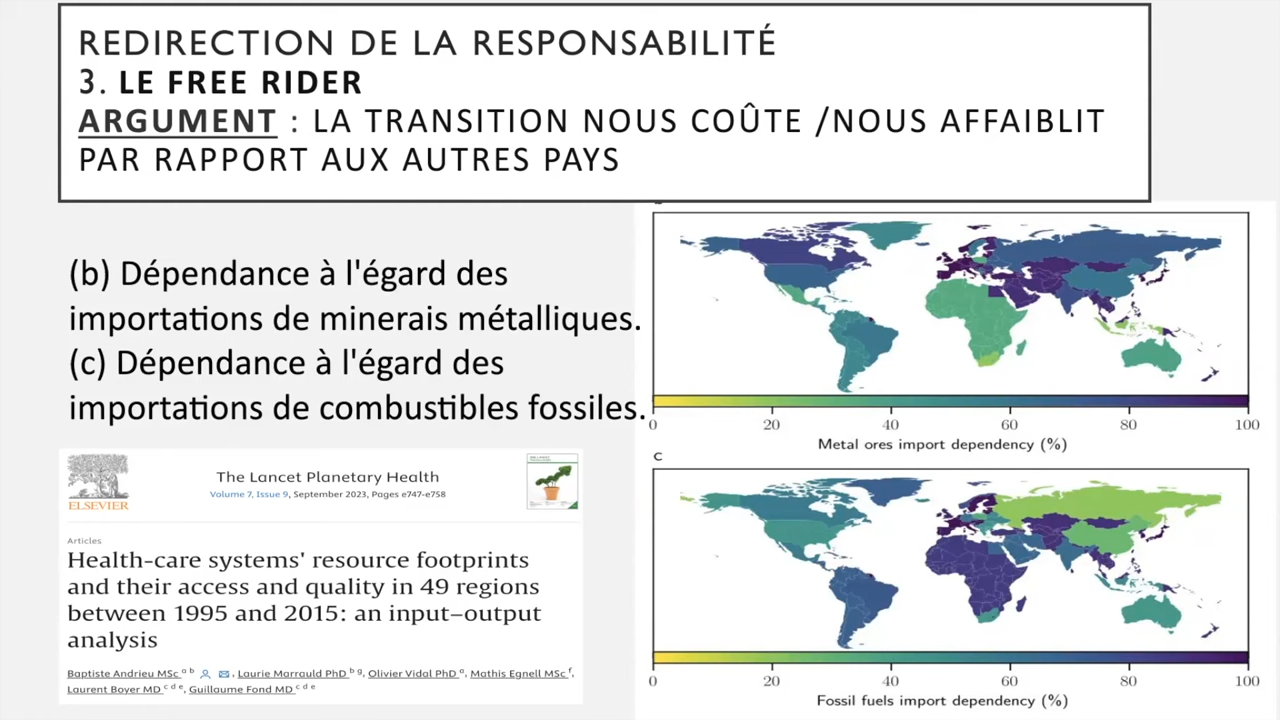 REDIRECTION DE LA RESPONSABILITÉ
3. LE FREE RIDER
ARGUMENT : LA TRANSITION NOUS COÛTE /NOUS AFFAIBLIT
PAR RAPPORT AUX AUTRES PAYS
(b) Dépendance à l'égard des
importations de minerais métalliques.
(c) Dépendance à l'égard des
importations de combustibles fossiles.
ELSEVIER
The Lancet Planetary Health
Volume 7, Issue 9, September 2023, Pages e747-e758
Articles
Health-care systems' resource footprints
and their access and quality in 49 regions
between 1995 and 2015: an input–output
analysis
Baptiste Andrieu MSc a b, Laurie Marrauld PhD b g, Olivier Vidal PhD a, Mathis Egnell MSc f,
Laurent Boyer MD c d e, Guillaume Fond MD c d e
0 20 40 60 80 100
Metal ores import dependency (%)
C
0 20 40 60 80 100
Fossil fuels import dependency (%)